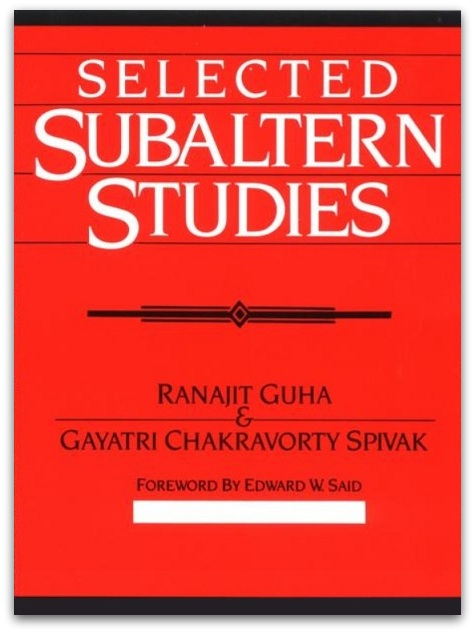 SELECTED
SUBALTERN
STUDIES
RANAJIT GUHA
&
GAYATRI CHAKRAVORTY SPIVAK
FOREWORD BY EDWARD W. SAID